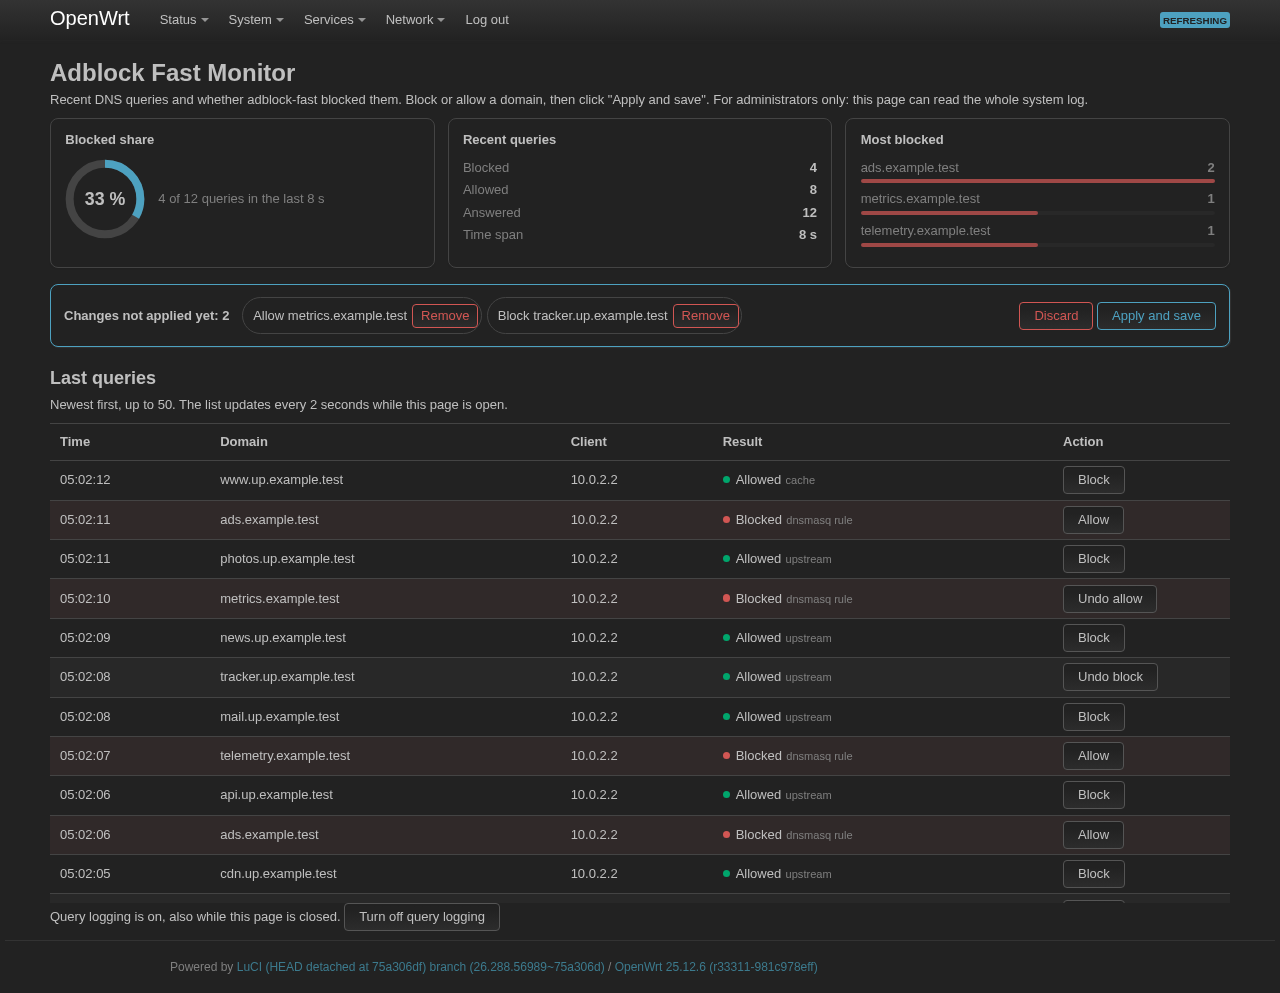 OpenWrt Status System Services Network Log out REFRESHING
Adblock Fast Monitor
Recent DNS queries and whether adblock-fast blocked them. Block or allow a domain, then click "Apply and save". For administrators only: this page can read the whole system log.
Blocked share
33 %
4 of 12 queries in the last 8 s
Recent queries
Blocked 4
Allowed 8
Answered 12
Time span 8 s
Most blocked
ads.example.test 2
metrics.example.test 1
telemetry.example.test 1
Changes not applied yet: 2 Allow metrics.example.test Remove Block tracker.up.example.test Remove Discard Apply and save
Last queries
Newest first, up to 50. The list updates every 2 seconds while this page is open.
Time Domain Client Result Action
05:02:12 www.up.example.test 10.0.2.2 Allowed cache Block
05:02:11 ads.example.test 10.0.2.2 Blocked dnsmasq rule Allow
05:02:11 photos.up.example.test 10.0.2.2 Allowed upstream Block
05:02:10 metrics.example.test 10.0.2.2 Blocked dnsmasq rule Undo allow
05:02:09 news.up.example.test 10.0.2.2 Allowed upstream Block
05:02:08 tracker.up.example.test 10.0.2.2 Allowed upstream Undo block
05:02:08 mail.up.example.test 10.0.2.2 Allowed upstream Block
05:02:07 telemetry.example.test 10.0.2.2 Blocked dnsmasq rule Allow
05:02:06 api.up.example.test 10.0.2.2 Allowed upstream Block
05:02:06 ads.example.test 10.0.2.2 Blocked dnsmasq rule Allow
05:02:05 cdn.up.example.test 10.0.2.2 Allowed upstream Block
Query logging is on, also while this page is closed. Turn off query logging
Powered by LuCI (HEAD detached at 75a306df) branch (26.288.56989~75a306d) / OpenWrt 25.12.6 (r33311-981c978eff)